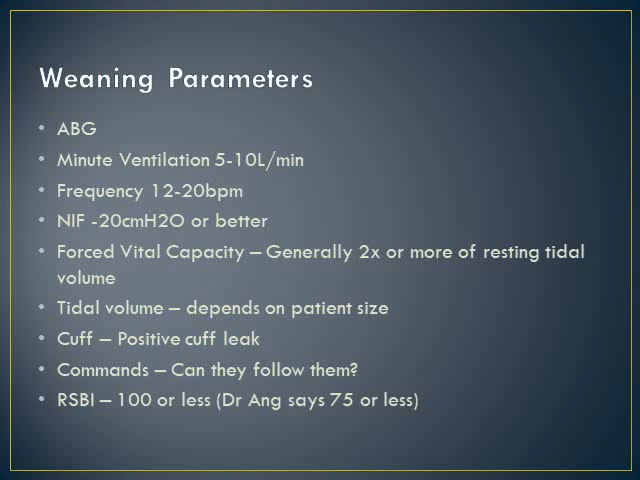 Weaning Parameters
• ABG
• Minute Ventilation 5-10L/min
• Frequency 12-20bpm
• NIF -20cmH2O or better
• Forced Vital Capacity – Generally 2x or more of resting tidal
volume
• Tidal volume – depends on patient size
• Cuff – Positive cuff leak
• Commands – Can they follow them?
• RSBI – 100 or less (Dr Ang says 75 or less)